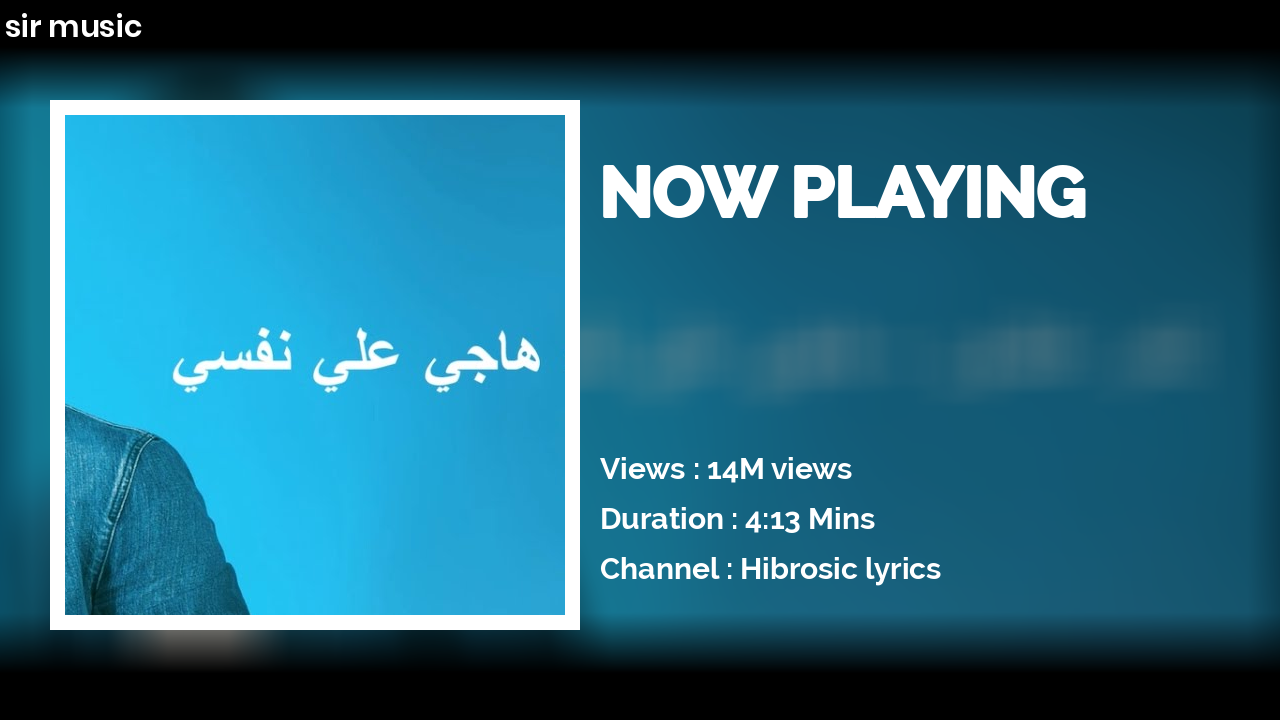 sir music
NOW PLAYING
هاجي علي نفسي
Views : 14M views
Duration : 4:13 Mins
Channel : Hibrosic lyrics